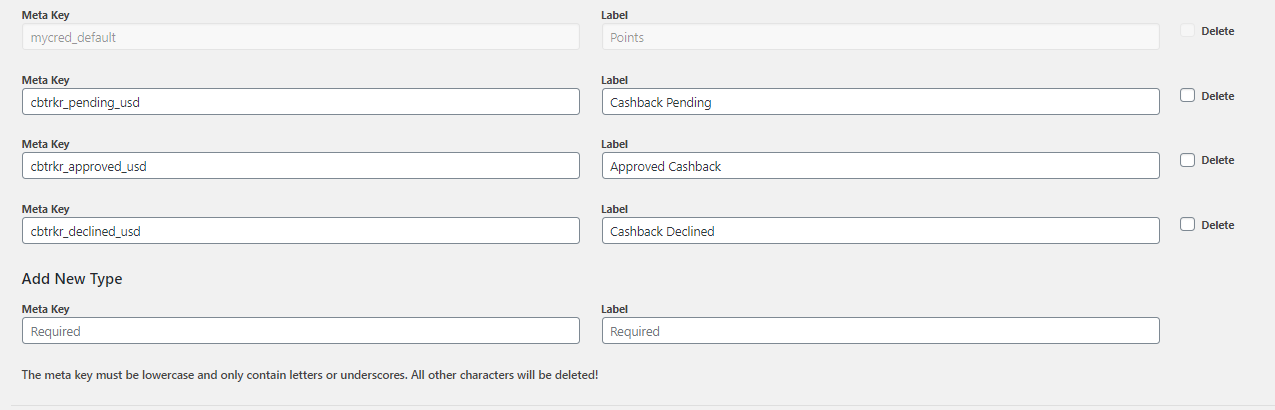 Meta Key Label
mycred_default Points Delete
Meta Key Label
cbtrkr_pending_usd Cashback Pending Delete
Meta Key Label
cbtrkr_approved_usd Approved Cashback Delete
Meta Key Label
cbtrkr_declined_usd Cashback Declined Delete
Add New Type
Meta Key Label
Required Required
The meta key must be lowercase and only contain letters or underscores. All other characters will be deleted!